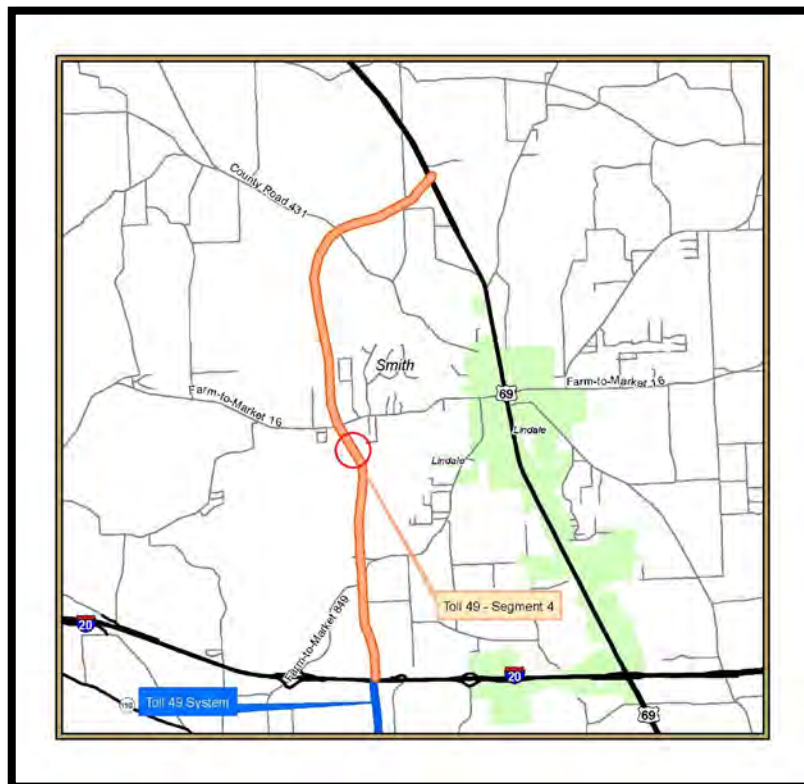 County Road 431
Smith
Farm-to-Market 16
Farm-to-Market 16
69
Lindale
Lindale
Toll 49 - Segment 4
Farm-to-Market 849
20
20
Toll 49 System
110
69